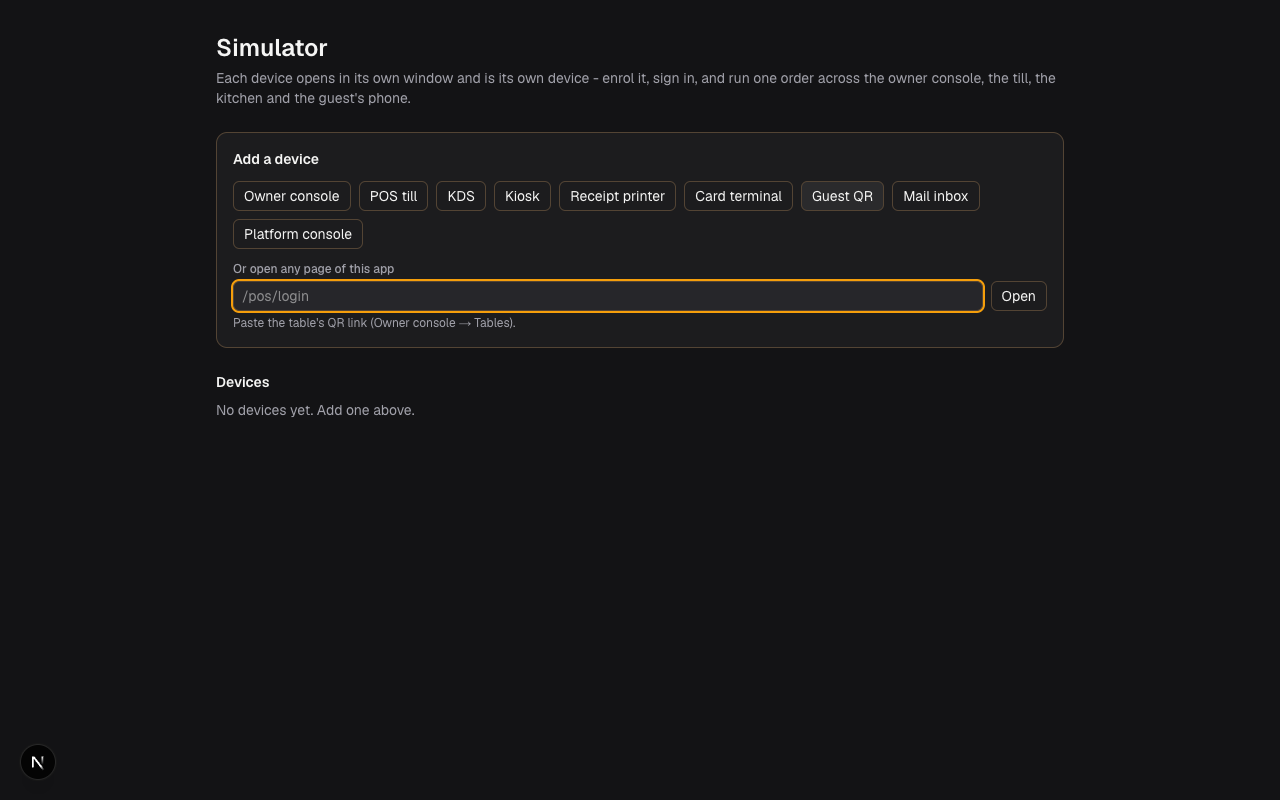 Simulator
Each device opens in its own window and is its own device - enrol it, sign in, and run one order across the owner console, the till, the
kitchen and the guest's phone.
Add a device
Owner console POS till KDS Kiosk Receipt printer Card terminal Guest QR Mail inbox
Platform console
Or open any page of this app
/pos/login Open
Paste the table's QR link (Owner console → Tables).
Devices
No devices yet. Add one above.
N